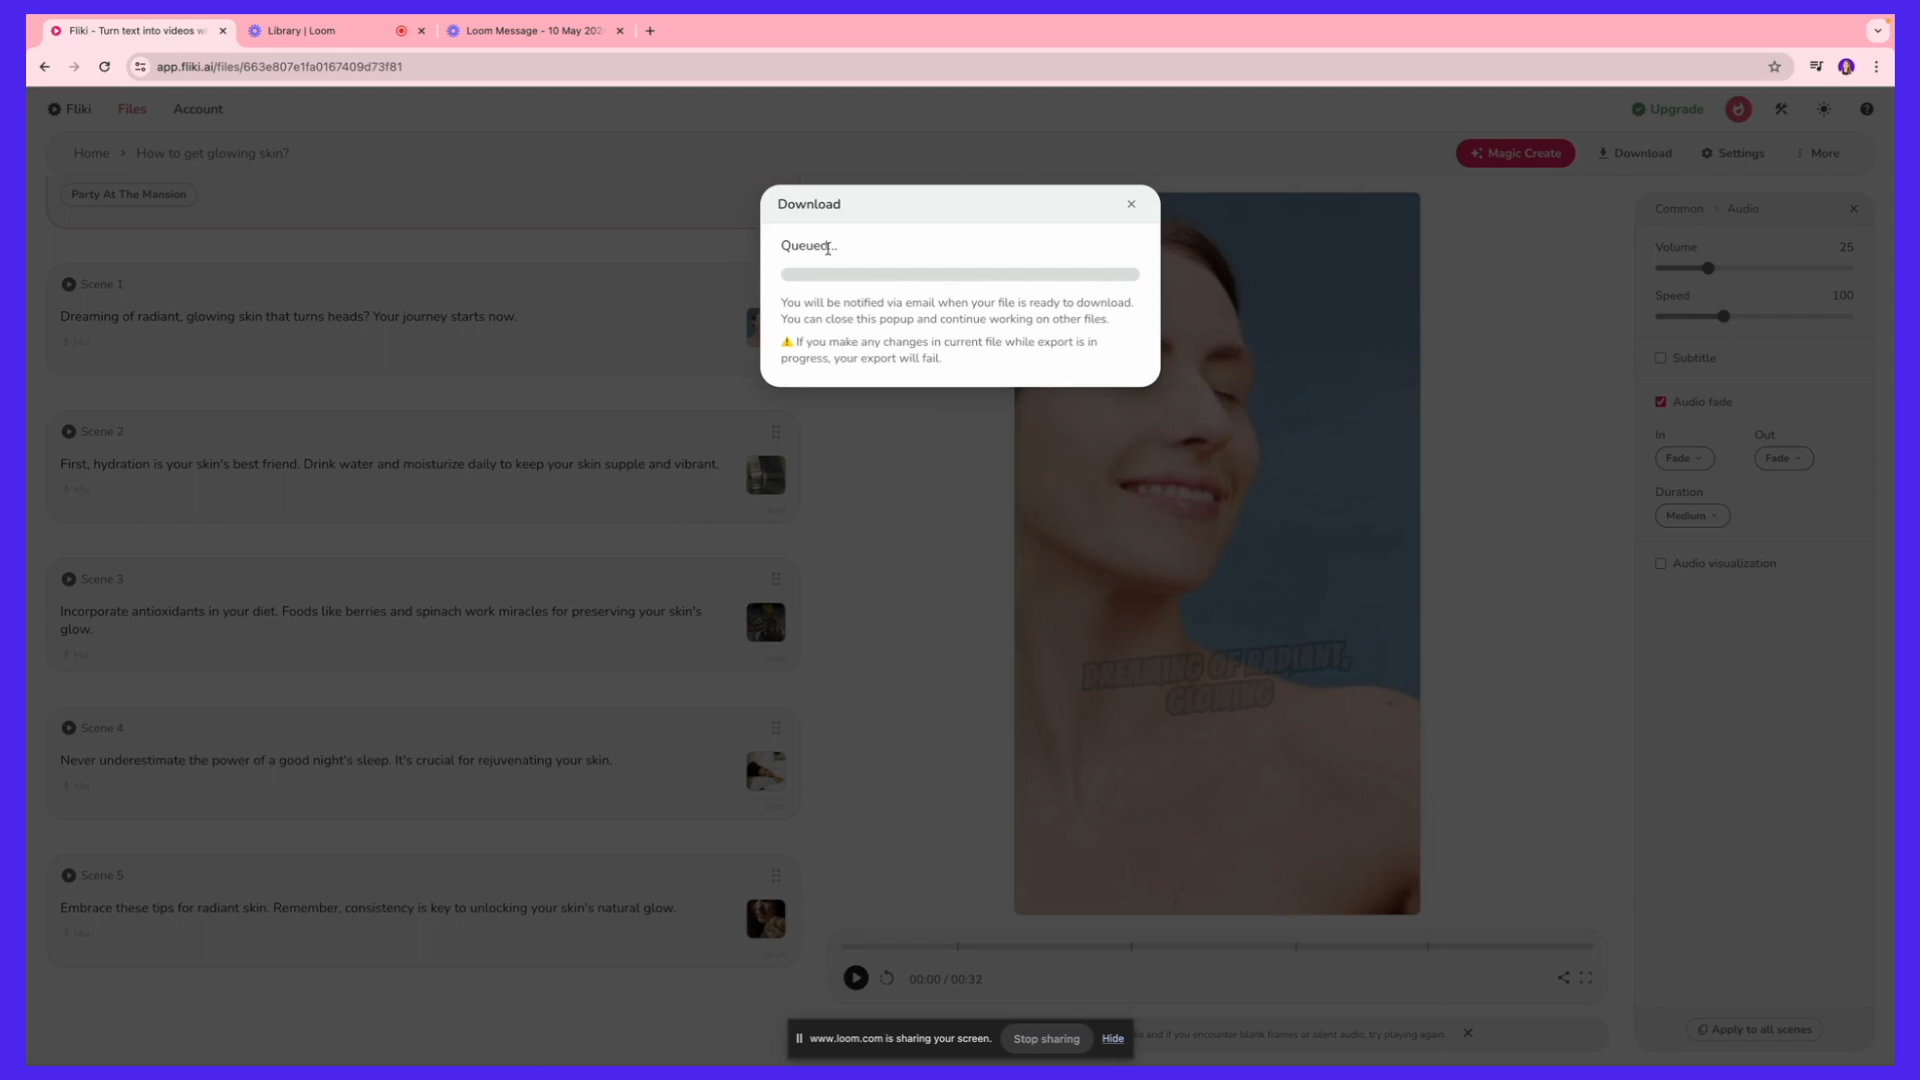 Fliki - Turn text into videos wi
Library | Loom
Loom Message - 10 May 202
app.fliki.ai/files/663e807e1fa0167409d73f81
Fliki
Files
Account
Upgrade
Home > How to get glowing skin?
Magic Create
Download
Settings
More
Party At The Mansion
Scene 1
Dreaming of radiant, glowing skin that turns heads? Your journey starts now.
Mia
Scene 2
First, hydration is your skin's best friend. Drink water and moisturize daily to keep your skin supple and vibrant.
Mia
Scene 3
Incorporate antioxidants in your diet. Foods like berries and spinach work miracles for preserving your skin's
glow.
Mia
Scene 4
Never underestimate the power of a good night's sleep. It's crucial for rejuvenating your skin.
Mia
Scene 5
Embrace these tips for radiant skin. Remember, consistency is key to unlocking your skin's natural glow.
Mia
Download
Queued...
You will be notified via email when your file is ready to download.
You can close this popup and continue working on other files.
⚠️ If you make any changes in current file while export is in
progress, your export will fail.
DREAMING OF RADIANT,
GLOWING
00:00 / 00:32
Common > Audio
Volume
25
Speed
100
Subtitle
Audio fade
In
Out
Fade
Fade
Duration
Medium
Audio visualization
Apply to all scenes
and if you encounter blank frames or silent audio, try playing again.
www.loom.com is sharing your screen.
Stop sharing
Hide